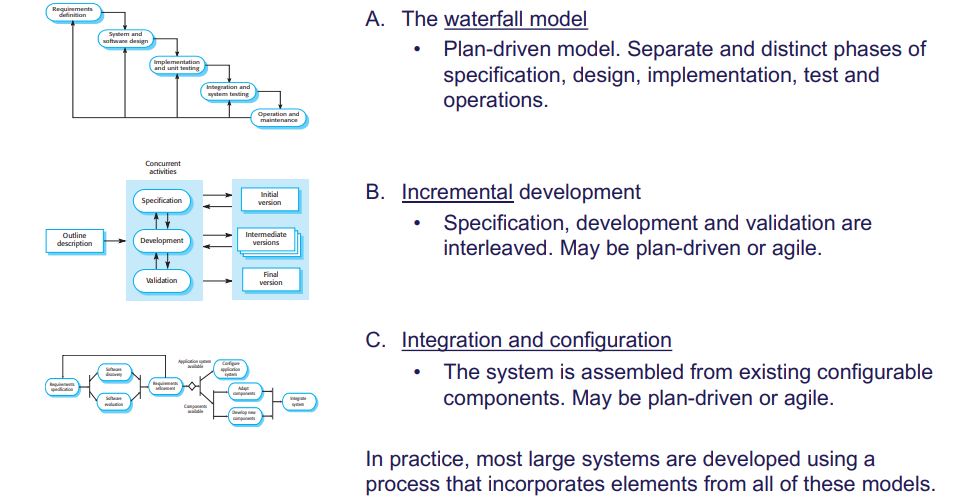 Requirements
definition
System and
software design
Implementation
and unit testing
Integration and
system testing
Operation and
maintenance
A. The waterfall model
• Plan-driven model. Separate and distinct phases of
specification, design, implementation, test and
operations.
Concurrent
activities
Specification
Initial
version
Outline
description
Development
Intermediate
versions
Validation
Final
version
B. Incremental development
• Specification, development and validation are
interleaved. May be plan-driven or agile.
Requirements
specification
Software
discovery
Software
evaluation
Requirements
refinement
Application system
available
Configure
application
system
Components
available
Adapt
components
Develop new
components
Integrate
system
C. Integration and configuration
• The system is assembled from existing configurable
components. May be plan-driven or agile.
In practice, most large systems are developed using a
process that incorporates elements from all of these models.